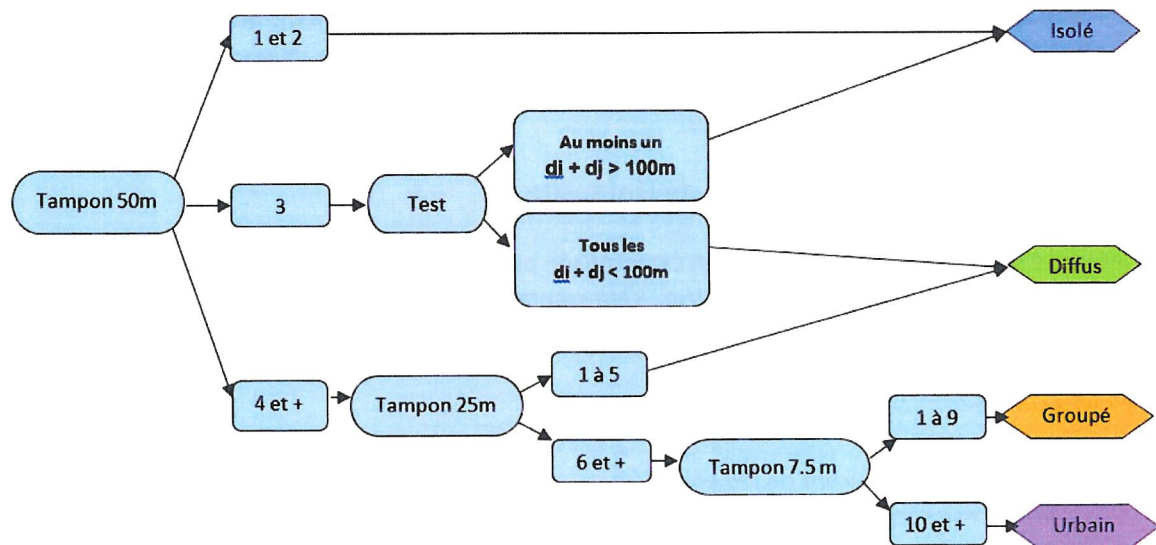 1 et 2
Isolé
Au moins un
di + dj > 100m
Tampon 50m
3
Test
Tous les
di + dj < 100m
Diffus
4 et +
Tampon 25m
1 à 5
6 et +
Tampon 7.5 m
1 à 9
Groupé
10 et +
Urbain